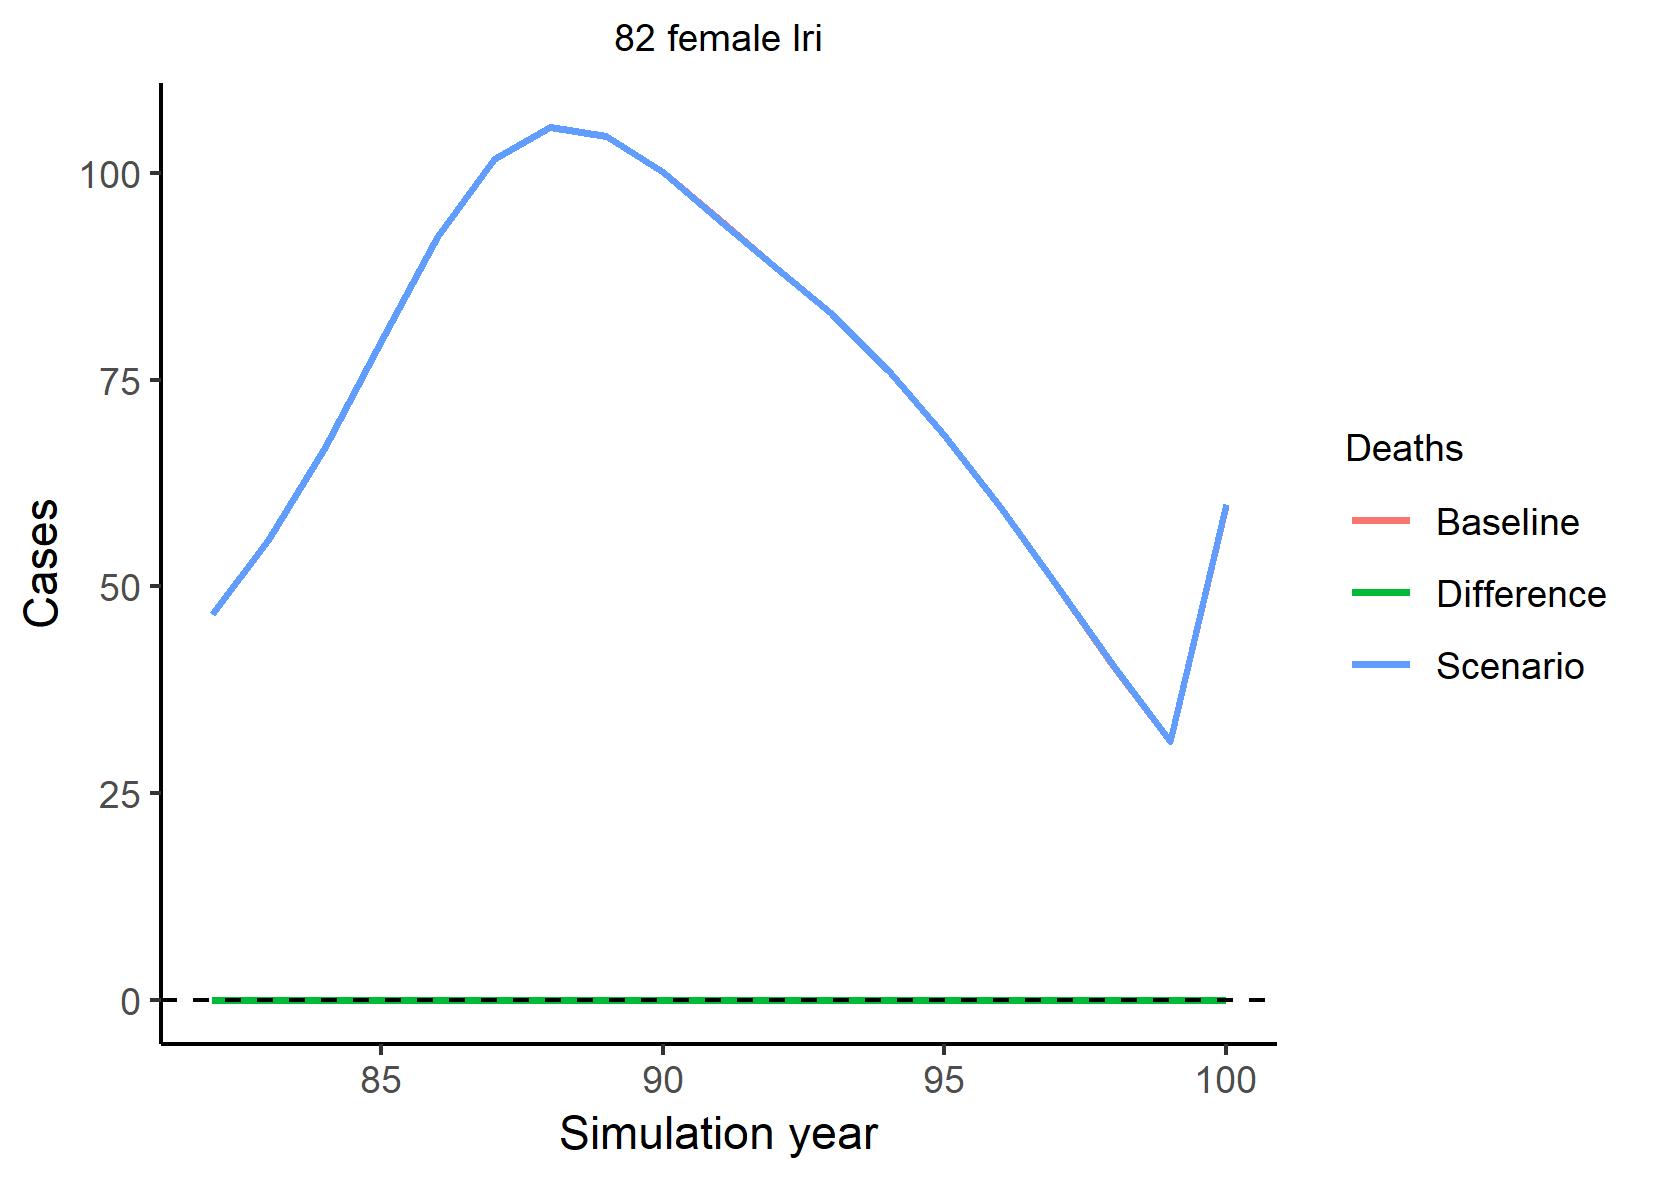 82 female lri
Cases
100
75
50
25
0
85 90 95 100
Simulation year
Deaths
Baseline
Difference
Scenario